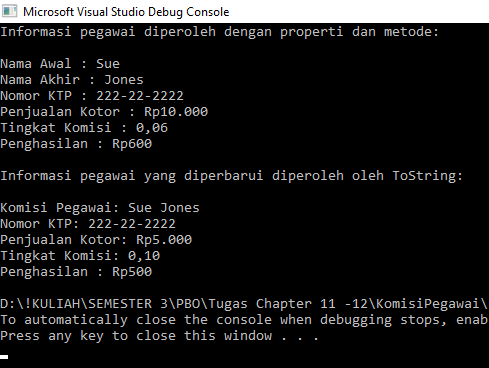 Microsoft Visual Studio Debug Console
Informasi pegawai diperoleh dengan properti dan metode:
Nama Awal : Sue
Nama Akhir : Jones
Nomor KTP : 222-22-2222
Penjualan Kotor : Rp10.000
Tingkat Komisi : 0,06
Penghasilan : Rp600
Informasi pegawai yang diperbarui diperoleh oleh ToString:
Komisi Pegawai: Sue Jones
Nomor KTP: 222-22-2222
Penjualan Kotor: Rp5.000
Tingkat Komisi: 0,10
Penghasilan : Rp500
D:\!KULIAH\SEMESTER 3\PBO\Tugas Chapter 11 -12\KomisiPegawai\
To automatically close the console when debugging stops, enab
Press any key to close this window . . .